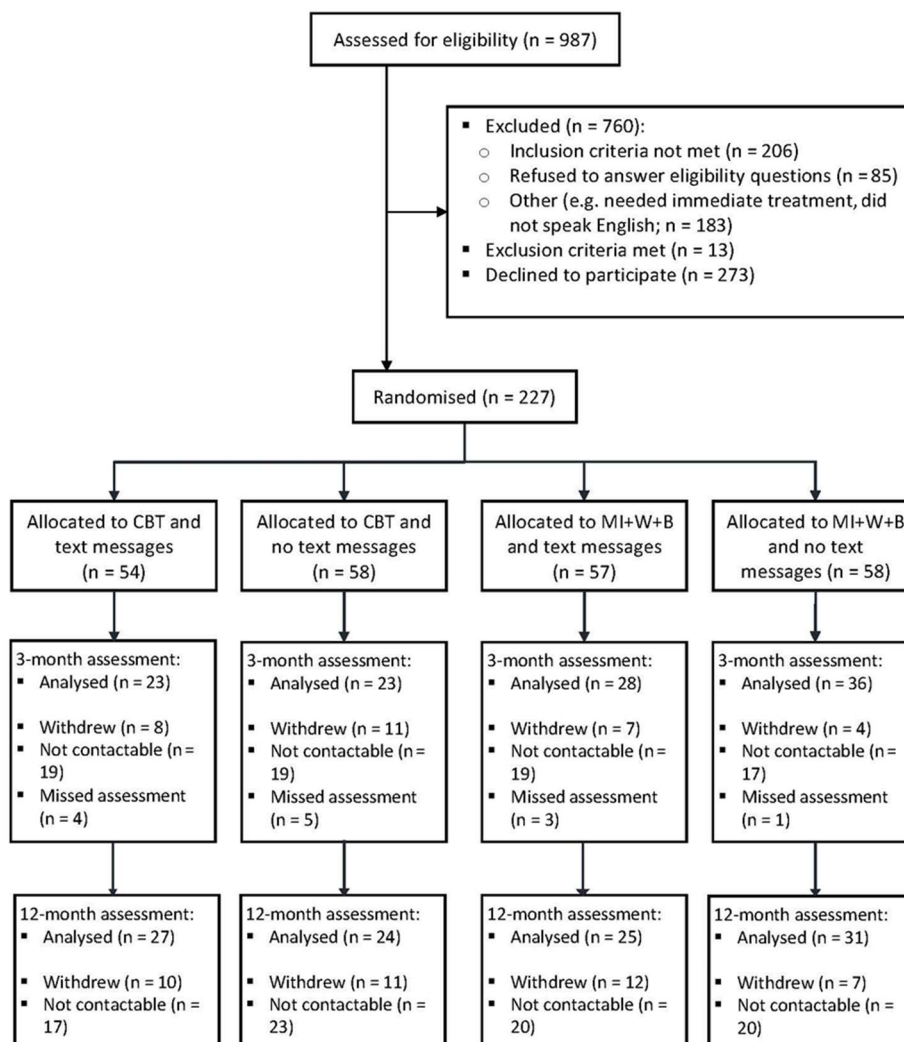 Assessed for eligibility (n = 987)
▪ Excluded (n = 760):
○ Inclusion criteria not met (n = 206)
○ Refused to answer eligibility questions (n = 85)
○ Other (e.g. needed immediate treatment, did
not speak English; n = 183)
▪ Exclusion criteria met (n = 13)
▪ Declined to participate (n = 273)
Randomised (n = 227)
Allocated to CBT and
text messages
(n = 54)
Allocated to CBT and
no text messages
(n = 58)
Allocated to MI+W+B
and text messages
(n = 57)
Allocated to MI+W+B
and no text
messages (n = 58)
3-month assessment:
▪ Analysed (n = 23)
▪ Withdrew (n = 8)
▪ Not contactable (n =
19)
▪ Missed assessment
(n = 4)
3-month assessment:
▪ Analysed (n = 23)
▪ Withdrew (n = 11)
▪ Not contactable (n =
19)
▪ Missed assessment
(n = 5)
3-month assessment:
▪ Analysed (n = 28)
▪ Withdrew (n = 7)
▪ Not contactable (n =
19)
▪ Missed assessment
(n = 3)
3-month assessment:
▪ Analysed (n = 36)
▪ Withdrew (n = 4)
▪ Not contactable (n =
17)
▪ Missed assessment
(n = 1)
12-month assessment:
▪ Analysed (n = 27)
▪ Withdrew (n = 10)
▪ Not contactable (n =
17)
12-month assessment:
▪ Analysed (n = 24)
▪ Withdrew (n = 11)
▪ Not contactable (n =
23)
12-month assessment:
▪ Analysed (n = 25)
▪ Withdrew (n = 12)
▪ Not contactable (n =
20)
12-month assessment:
▪ Analysed (n = 31)
▪ Withdrew (n = 7)
▪ Not contactable (n =
20)